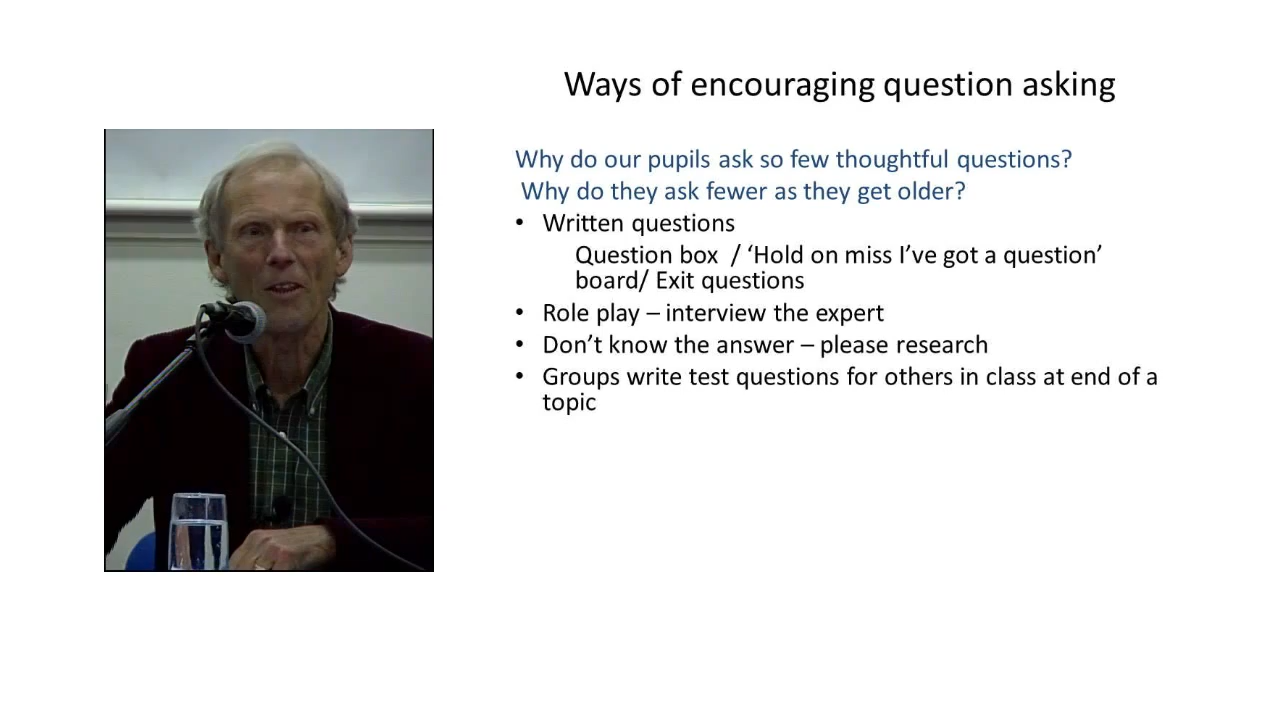 Ways of encouraging question asking
Why do our pupils ask so few thoughtful questions?
Why do they ask fewer as they get older?
• Written questions
Question box / ‘Hold on miss I’ve got a question’
board/ Exit questions
• Role play – interview the expert
• Don’t know the answer – please research
• Groups write test questions for others in class at end of a
topic